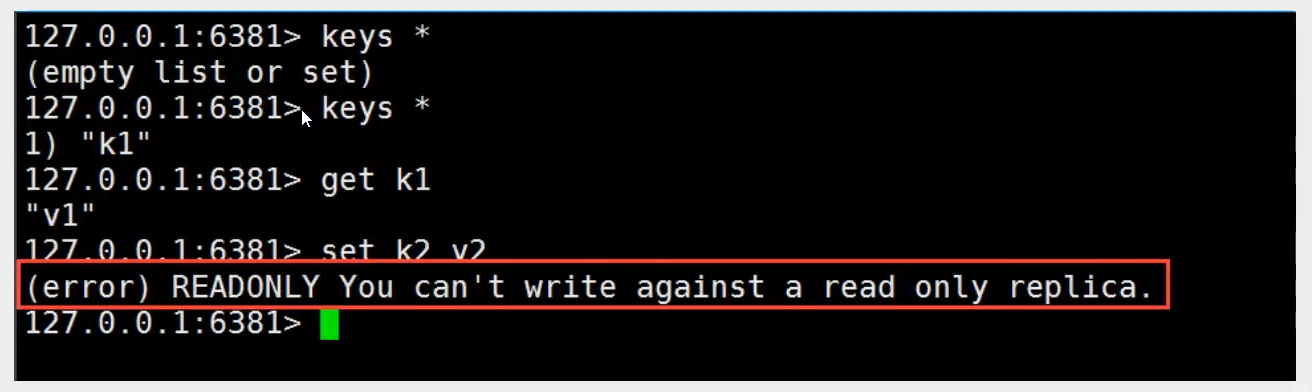 127.0.0.1:6381> keys *
(empty list or set)
127.0.0.1:6381> keys *
1) "k1"
127.0.0.1:6381> get k1
"v1"
127.0.0.1:6381> set k2 v2
(error) READONLY You can't write against a read only replica.
127.0.0.1:6381>